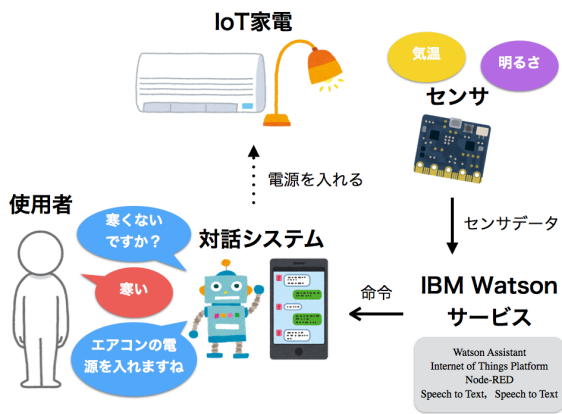 IoT家電
気温
明るさ
センサ
電源を入れる
センサデータ
使用者
寒くない
ですか？
対話システム
寒い
命令
IBM Watson
サービス
エアコンの電
源を入れますね
Watson Assistant
Internet of Things Platform
Node-RED
Speech to Text，Speech to Text